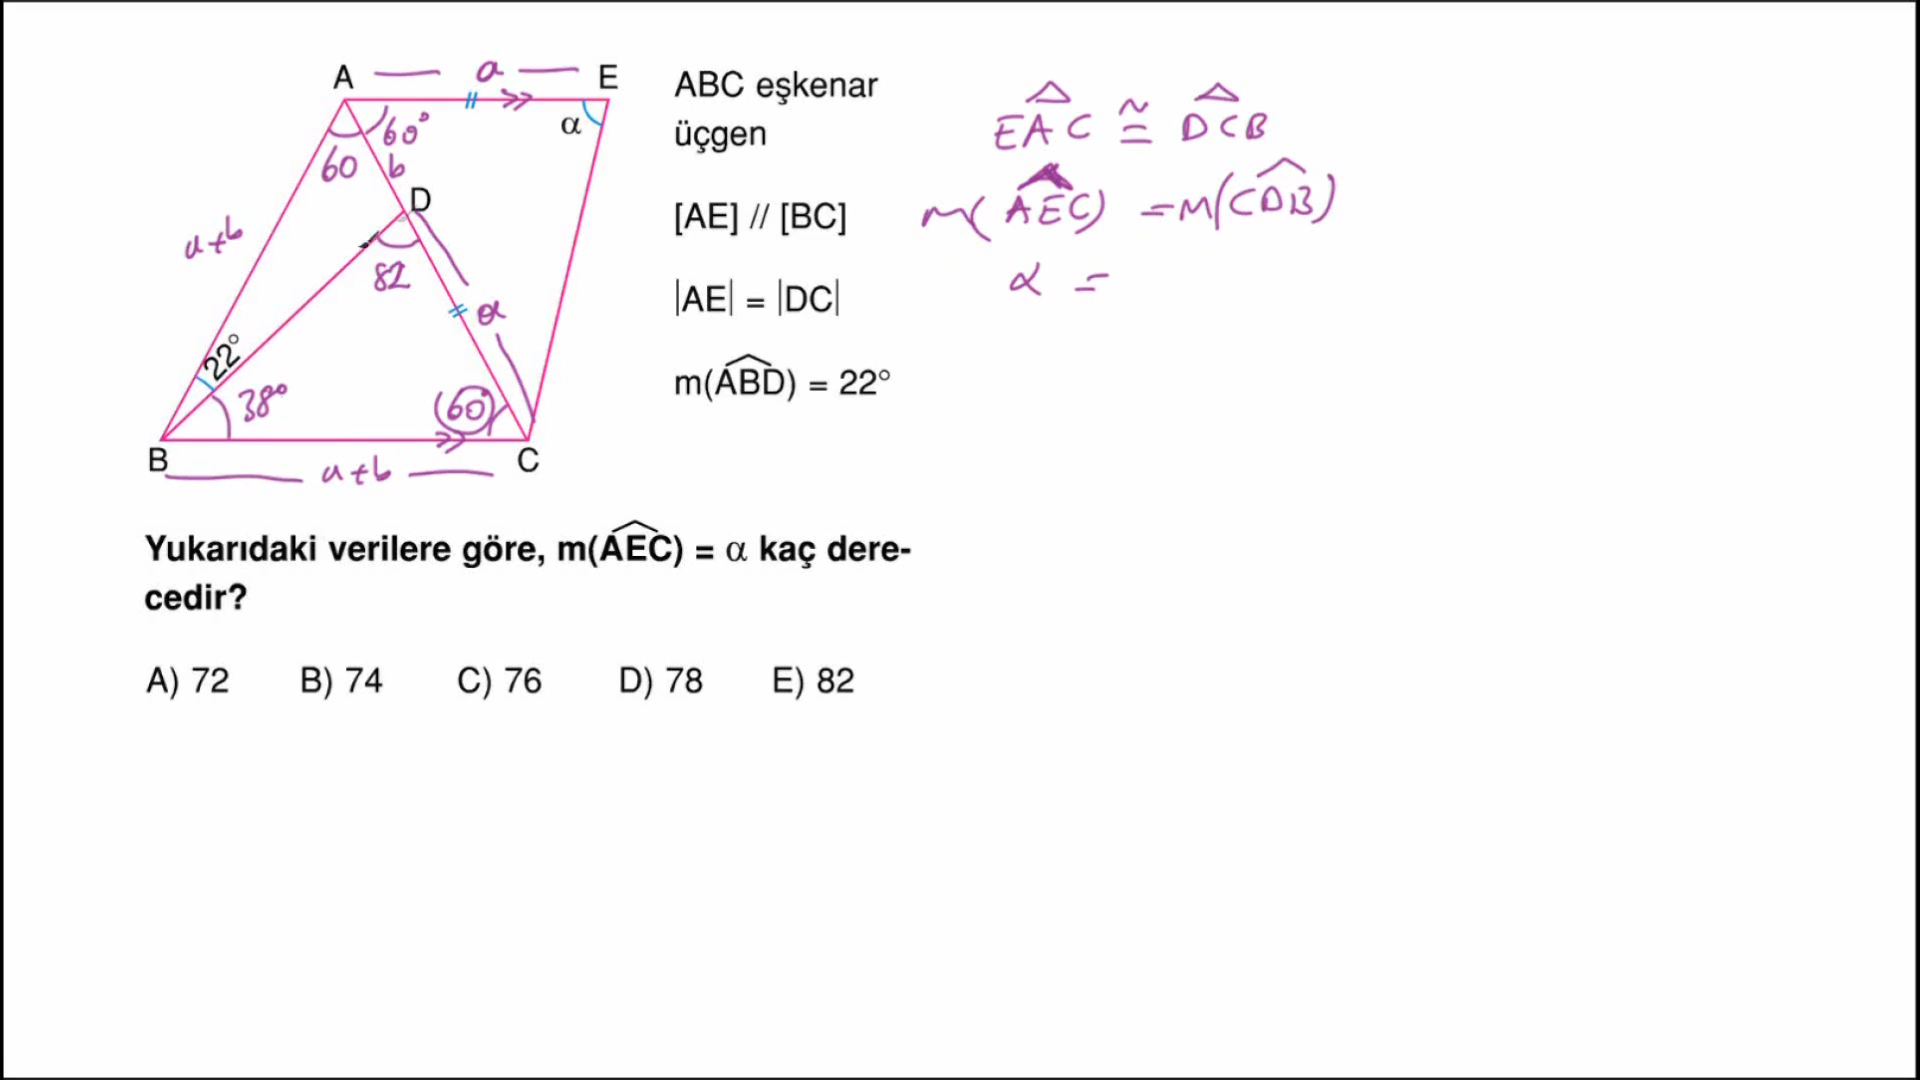 A — a — E
α
60°
60
b
D
a+b
82
a
22°
38°
(60°)
B
C
a+b
ABC eşkenar
üçgen
[AE] // [BC]
|AE| = |DC|
m(ABD) = 22°
EAC ≅ DCB
m(AEC) = m(CDB)
α =
Yukarıdaki verilere göre, m(AEC) = α kaç dere-
cedir?
A) 72 B) 74 C) 76 D) 78 E) 82